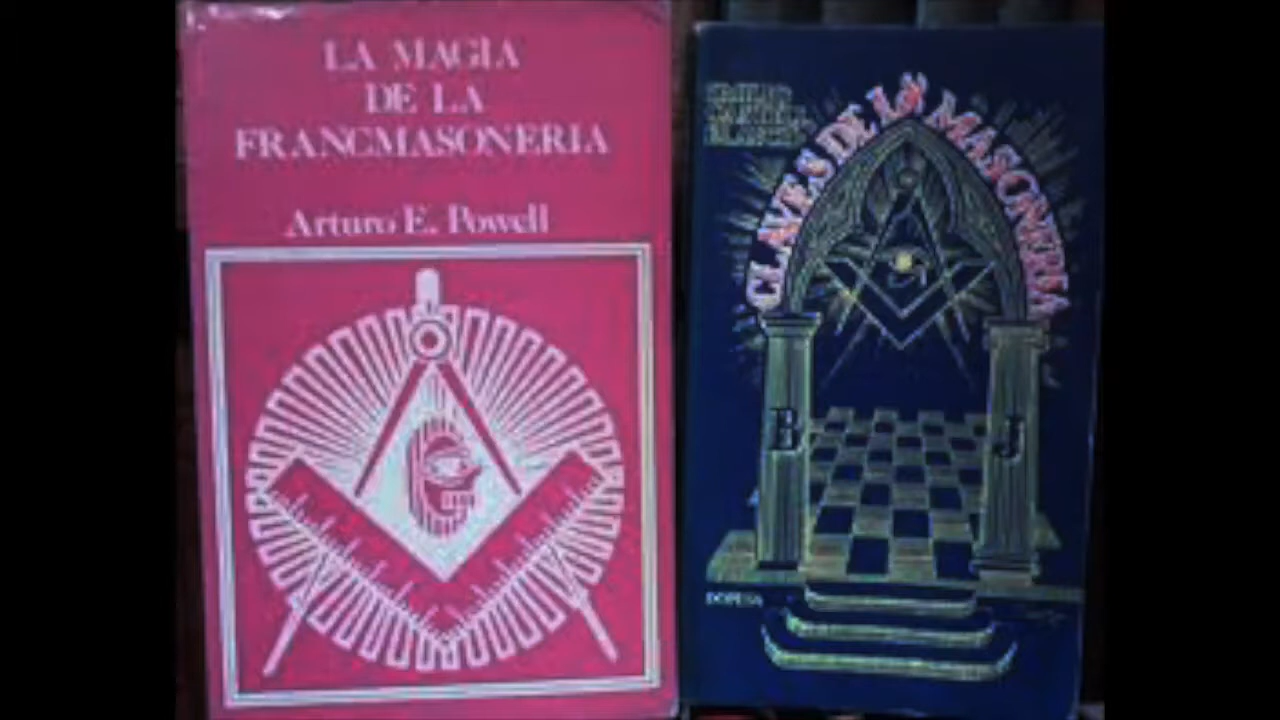 LA MAGIA
DE LA
FRANCMASONERIA
Arturo E. Powell
CLAVES DE LA MASONERIA
B J
DOPESA